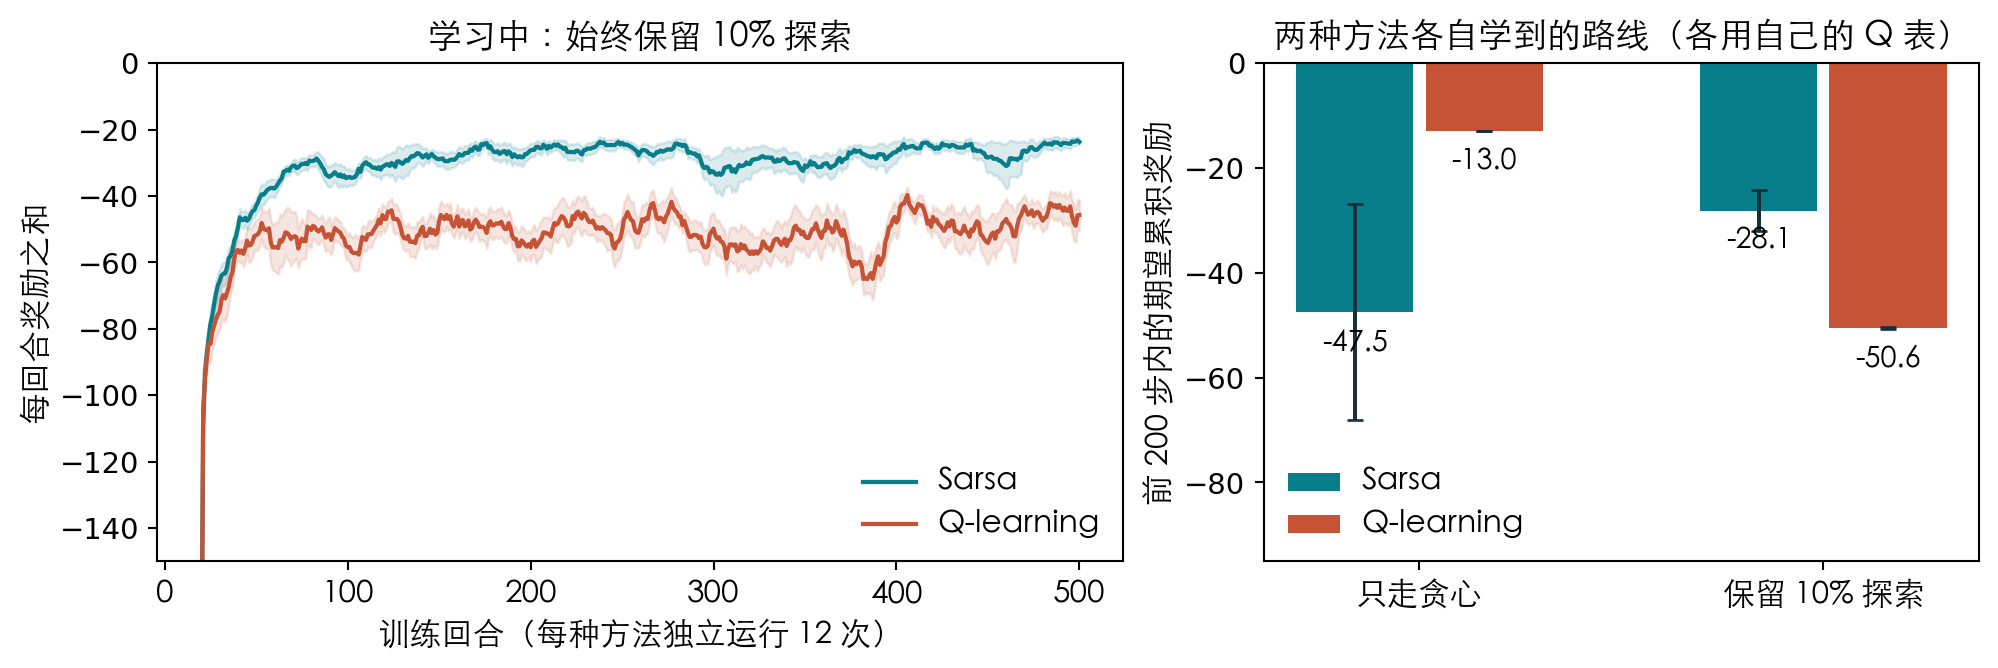 学习中：始终保留 10% 探索
每回合奖励之和
0
−20
−40
−60
−80
−100
−120
−140
Sarsa
Q-learning
0 100 200 300 400 500
训练回合（每种方法独立运行 12 次）
两种方法各自学到的路线（各用自己的 Q 表）
前 200 步内的期望累积奖励
0
−20
−40
−60
−80
-47.5
-13.0
-28.1
-50.6
Sarsa
Q-learning
只走贪心 保留 10% 探索